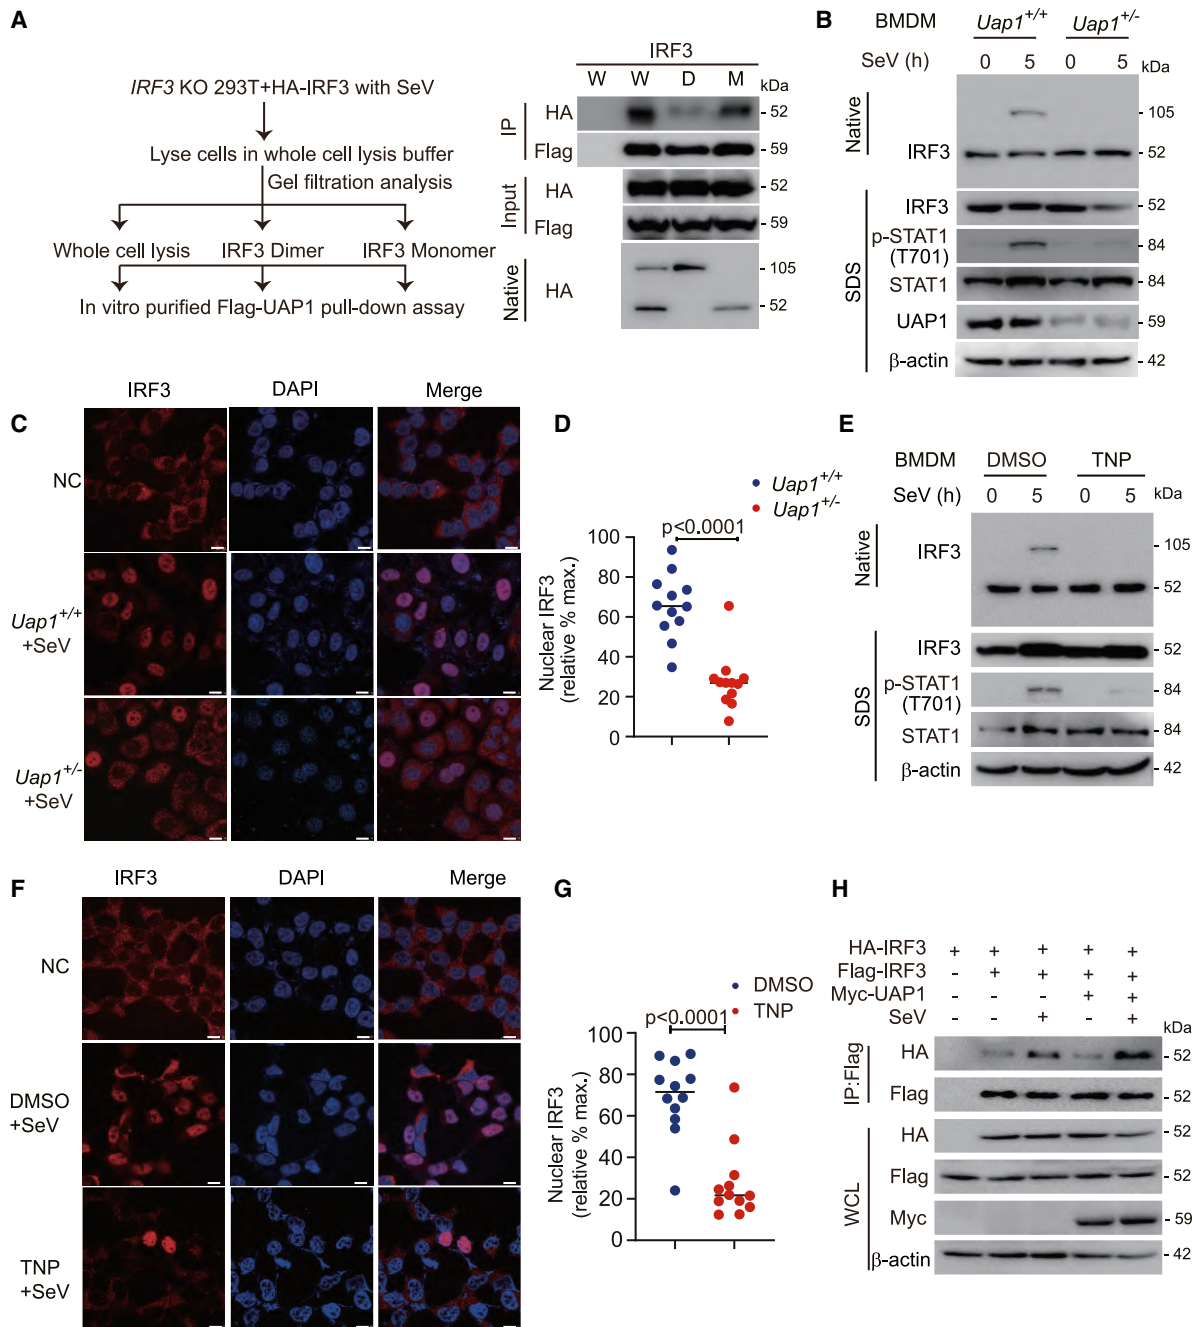 A
IRF3 KO 293T+HA-IRF3 with SeV
Lyse cells in whole cell lysis buffer
Gel filtration analysis
Whole cell lysis IRF3 Dimer IRF3 Monomer
In vitro purified Flag-UAP1 pull-down assay
IRF3
W W D M kDa
IP
HA - 52
Flag - 59
Input
HA - 52
Flag - 59
Native
HA
- 105
- 52
B
BMDM Uap1+/+ Uap1+/-
SeV (h) 0 5 0 5 kDa
Native
- 105
IRF3 - 52
SDS
IRF3 - 52
p-STAT1 (T701) - 84
STAT1 - 84
UAP1 - 59
β-actin - 42
C
IRF3 DAPI Merge
NC
Uap1+/+
+SeV
Uap1+/-
+SeV
D
Uap1+/+
Uap1+/-
p<0.0001
Nuclear IRF3
(relative % max.)
100
80
60
40
20
0
E
BMDM DMSO TNP
SeV (h) 0 5 0 5 kDa
Native
IRF3 - 105
- 52
SDS
IRF3 - 52
p-STAT1 (T701) - 84
STAT1 - 84
β-actin - 42
F
IRF3 DAPI Merge
NC
DMSO
+SeV
TNP
+SeV
G
DMSO
TNP
p<0.0001
Nuclear IRF3
(relative % max.)
100
80
60
40
20
0
H
HA-IRF3 + + + + +
Flag-IRF3 - + + + +
Myc-UAP1 - - - + +
SeV - - + - +
kDa
IP:Flag
HA - 52
Flag - 52
WCL
HA - 52
Flag - 52
Myc - 59
β-actin - 42